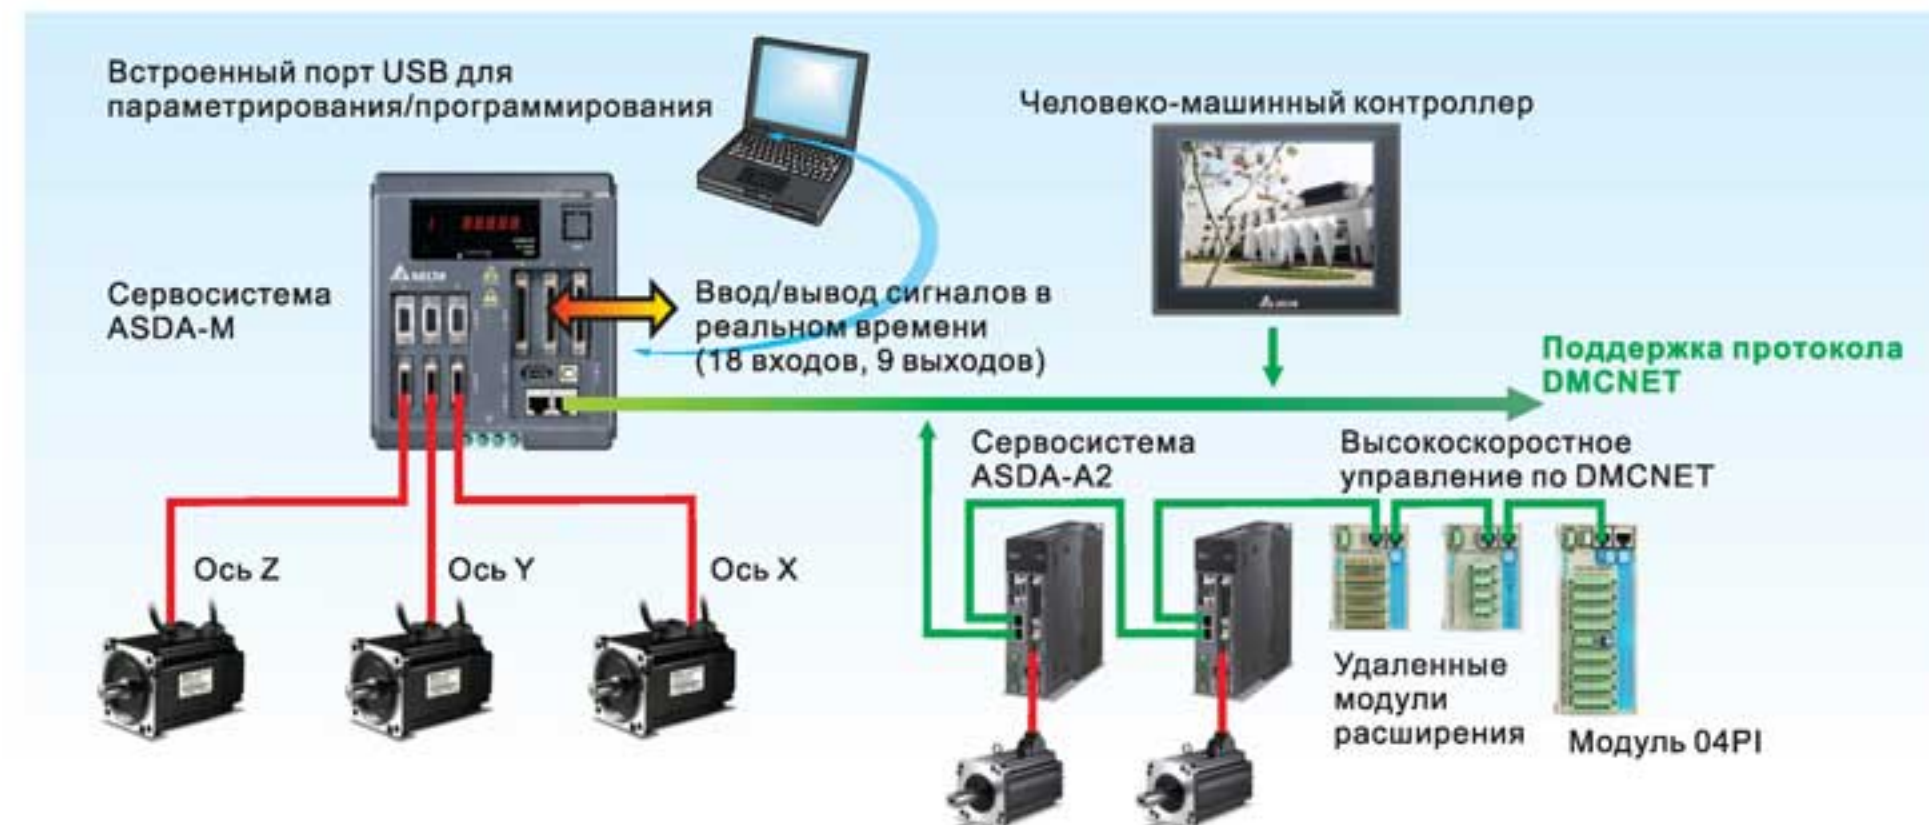 Встроенный порт USB для
параметрирования/программирования
Человеко-машинный контроллер
Сервосистема
ASDA-M
Ввод/вывод сигналов в
реальном времени
(18 входов, 9 выходов)
Поддержка протокола
DMCNET
Сервосистема
ASDA-A2
Высокоскоростное
управление по DMCNET
Ось Z
Ось Y
Ось X
Удаленные
модули
расширения
Модуль 04PI